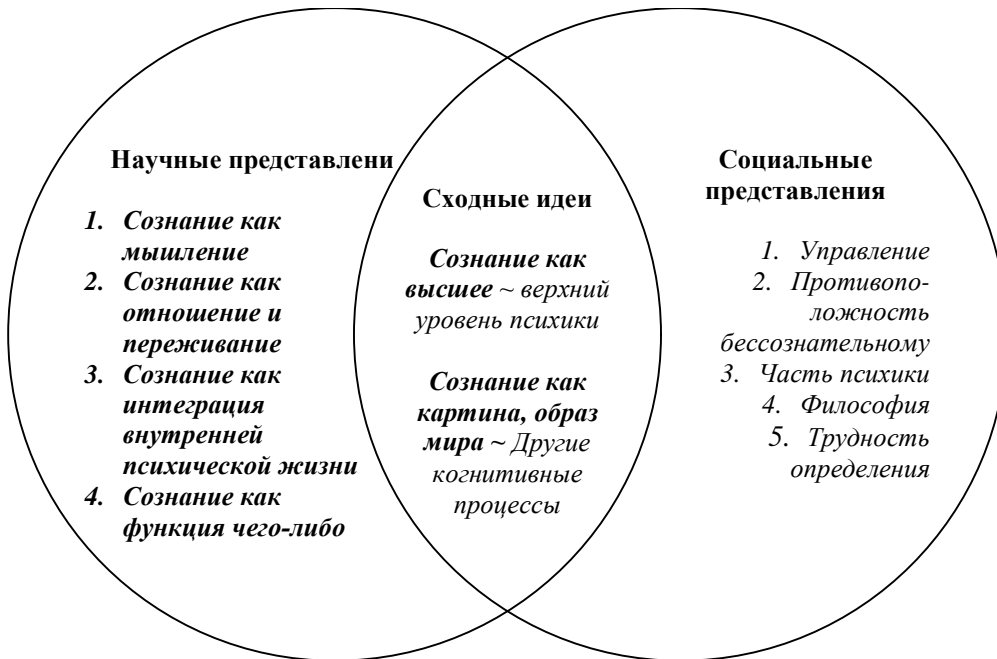 Научные представлени
1. Сознание как
мышление
2. Сознание как
отношение и
переживание
3. Сознание как
интеграция
внутренней
психической жизни
4. Сознание как
функция чего-либо
Сходные идеи
Сознание как
высшее ~ верхний
уровень психики
Сознание как
картина, образ
мира ~ Другие
когнитивные
процессы
Социальные
представления
1. Управление
2. Противопо-
ложность
бессознательному
3. Часть психики
4. Философия
5. Трудность
определения